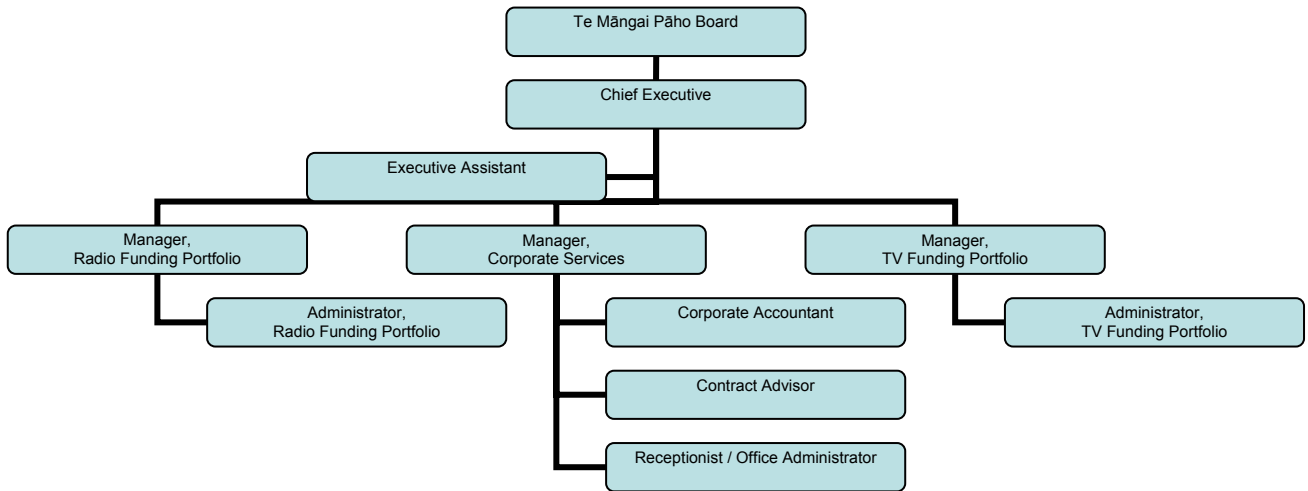 Te Māngai Pāho Board
Chief Executive
Executive Assistant
Manager,
Radio Funding Portfolio
Manager,
Corporate Services
Manager,
TV Funding Portfolio
Administrator,
Radio Funding Portfolio
Corporate Accountant
Administrator,
TV Funding Portfolio
Contract Advisor
Receptionist / Office Administrator